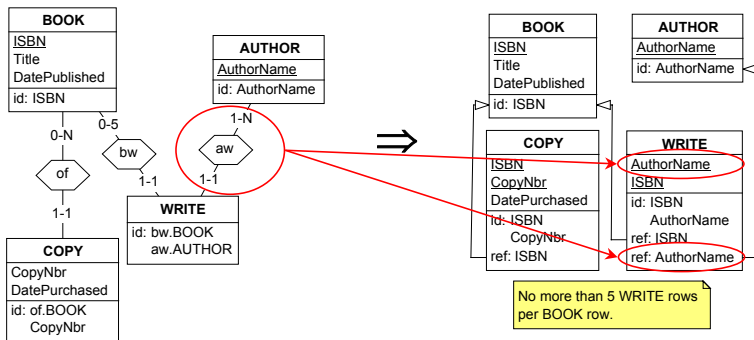 BOOK
ISBN
Title
DatePublished
id: ISBN
AUTHOR
AuthorName
id: AuthorName
0-N
0-5
1-N
of
bw
aw
1-1
1-1
1-1
WRITE
id: bw.BOOK
aw.AUTHOR
COPY
CopyNbr
DatePurchased
id: of.BOOK
CopyNbr
⇒
BOOK
ISBN
Title
DatePublished
id: ISBN
AUTHOR
AuthorName
id: AuthorName
COPY
ISBN
CopyNbr
DatePurchased
id: ISBN
CopyNbr
ref: ISBN
WRITE
AuthorName
ISBN
id: ISBN
AuthorName
ref: ISBN
ref: AuthorName
No more than 5 WRITE rows
per BOOK row.